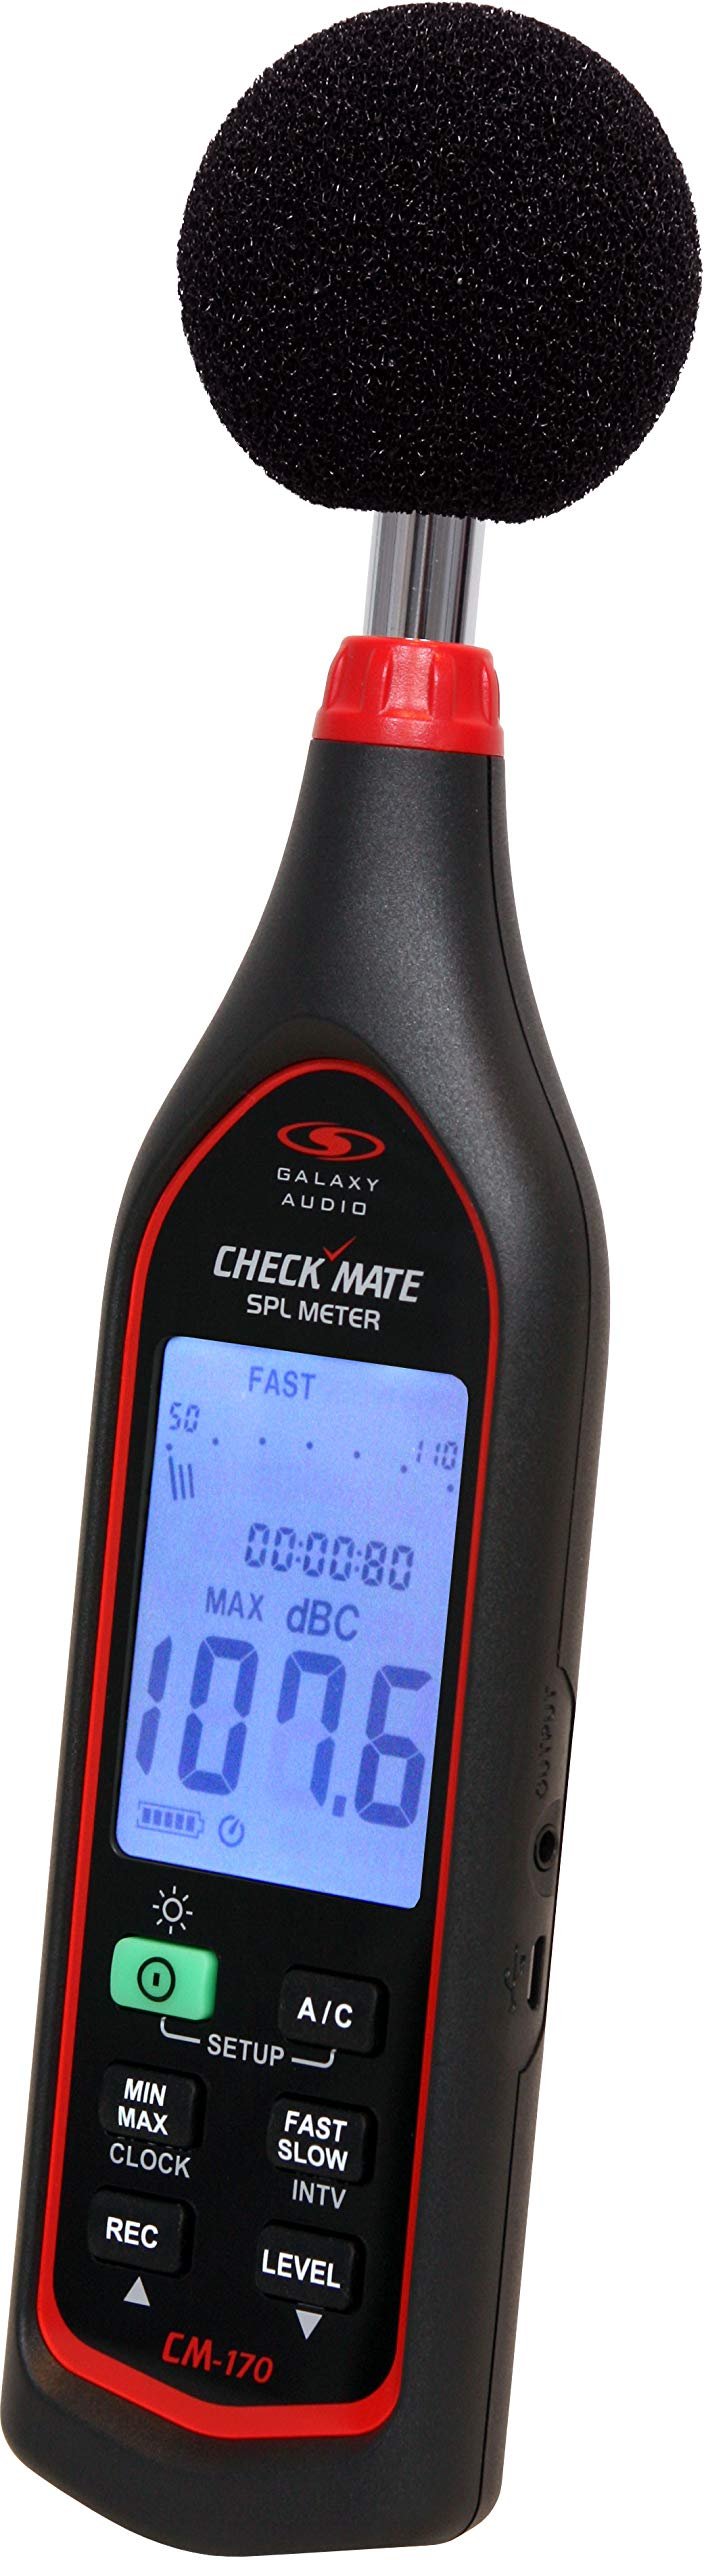 GALAXY
AUDIO
CHECK MATE
SPL METER
FAST
50
110
00:00:80
MAX dBC
107.6
OUTPUT
A/C
SETUP
MIN
MAX
CLOCK
FAST
SLOW
INTV
REC
LEVEL
CM-170